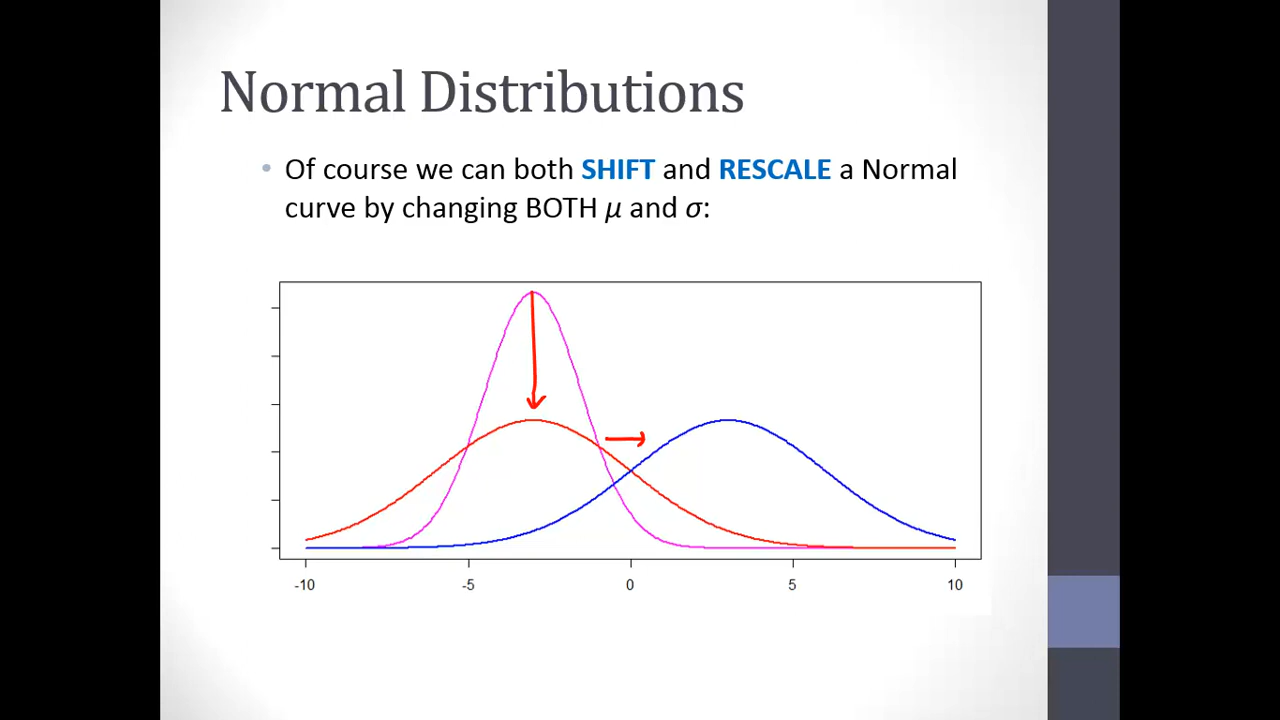 Normal Distributions
• Of course we can both SHIFT and RESCALE a Normal
curve by changing BOTH μ and σ:
-10 -5 0 5 10